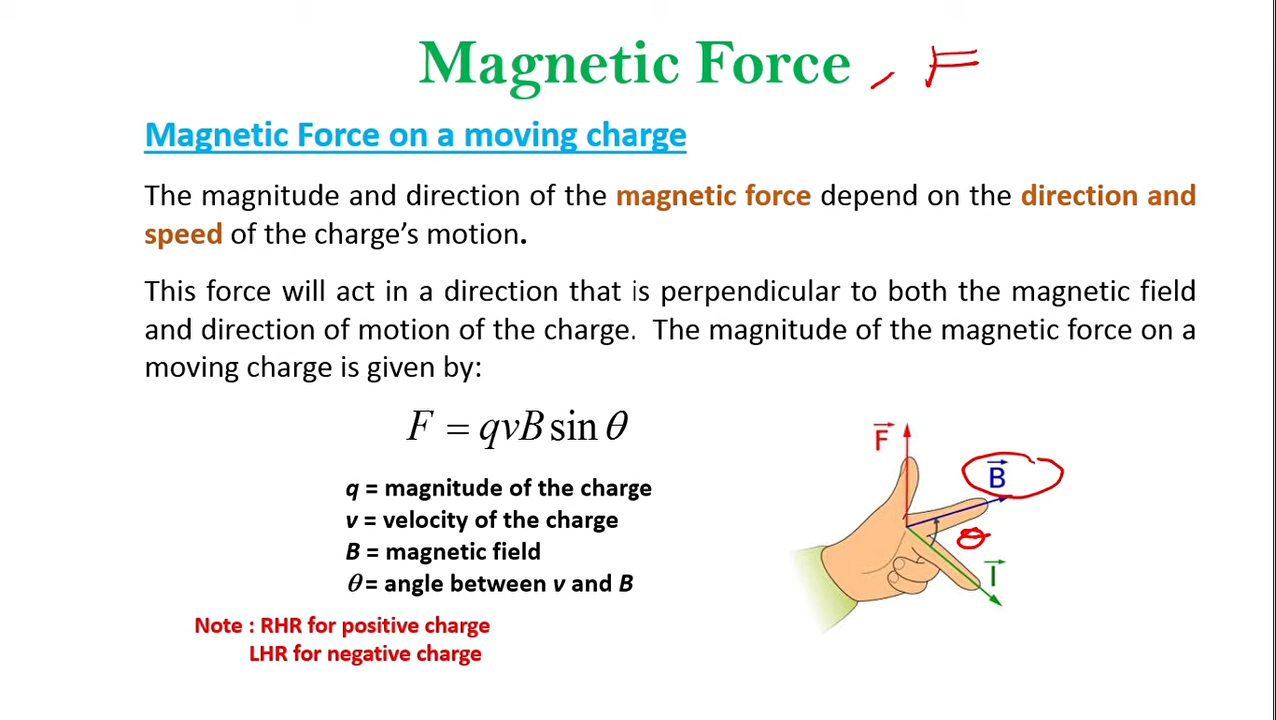 Magnetic Force , F
Magnetic Force on a moving charge
The magnitude and direction of the magnetic force depend on the direction and
speed of the charge’s motion.
This force will act in a direction that is perpendicular to both the magnetic field
and direction of motion of the charge. The magnitude of the magnetic force on a
moving charge is given by:
F = qvB sin θ
q = magnitude of the charge
v = velocity of the charge
B = magnetic field
θ = angle between v and B
Note : RHR for positive charge
LHR for negative charge
F⃗
B⃗
θ
I⃗